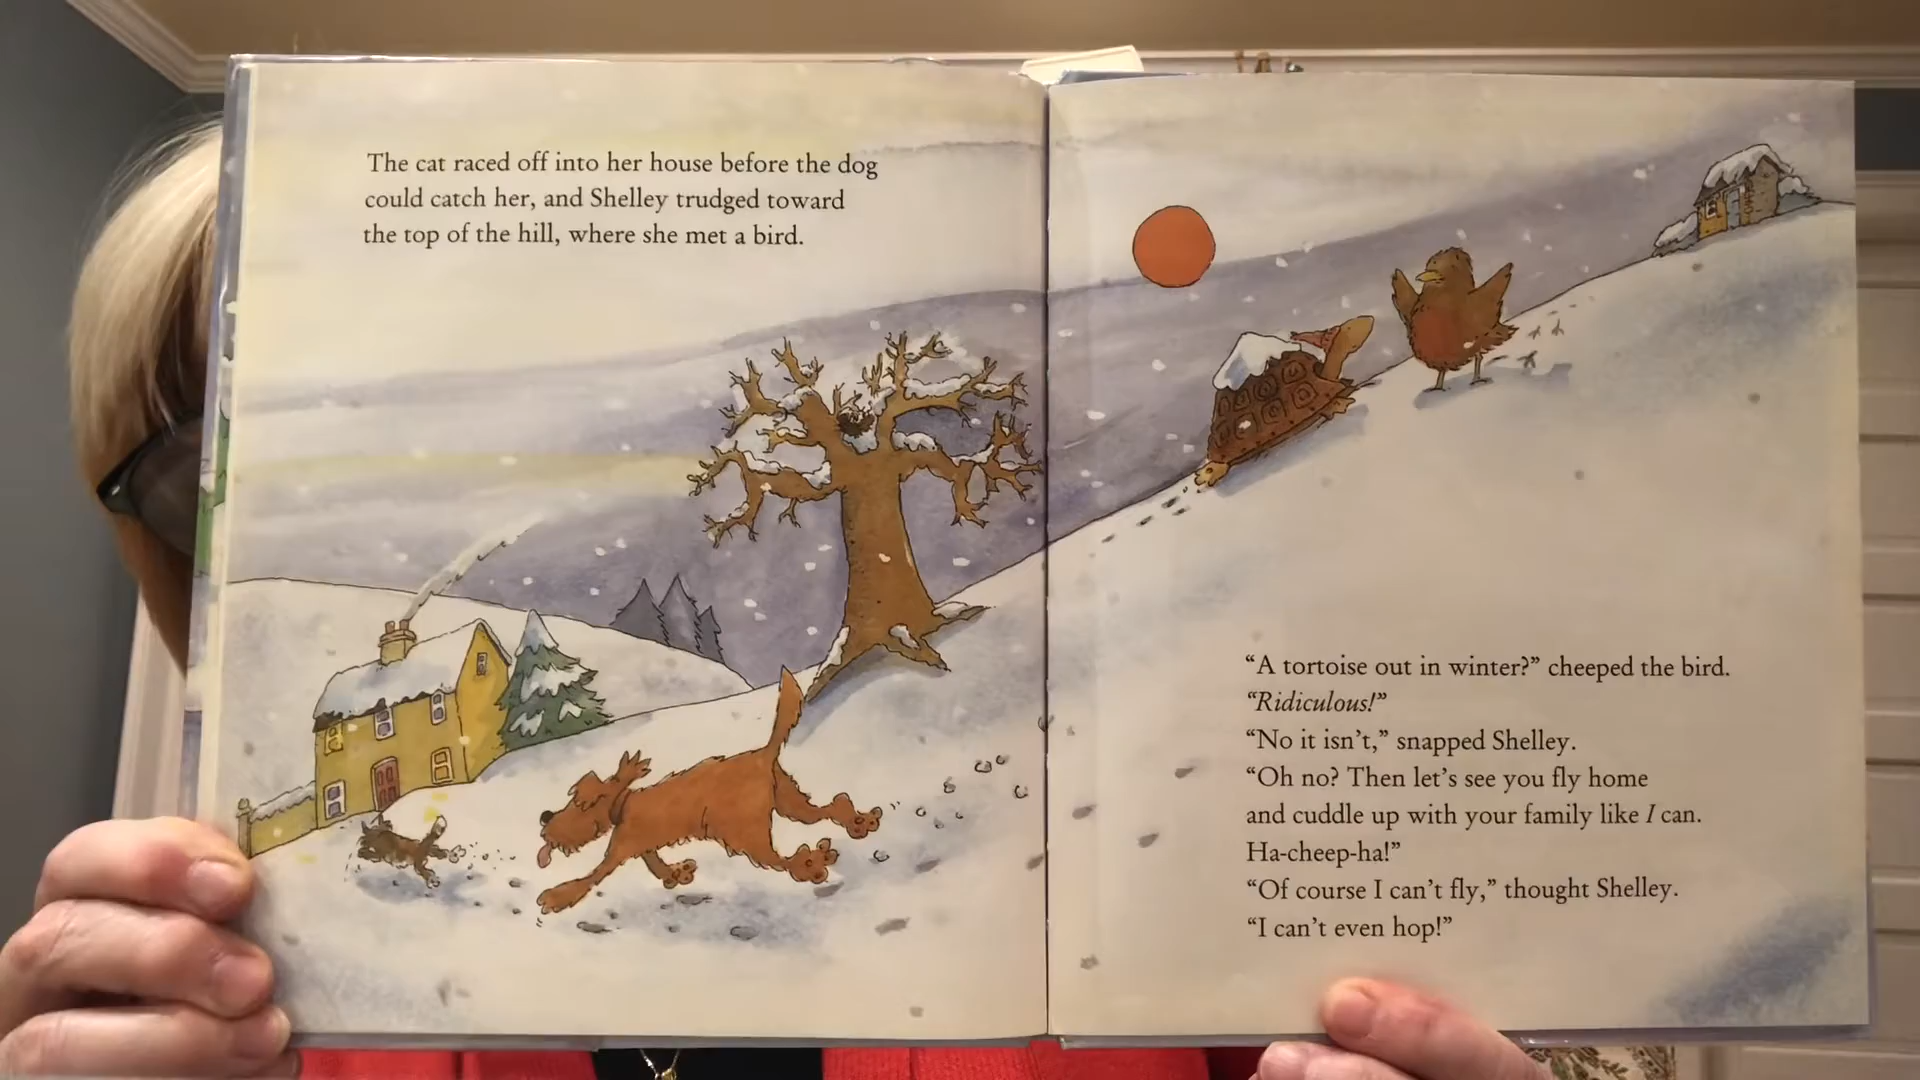 The cat raced off into her house before the dog
could catch her, and Shelley trudged toward
the top of the hill, where she met a bird.
“A tortoise out in winter?” cheeped the bird.
“Ridiculous!”
“No it isn’t,” snapped Shelley.
“Oh no? Then let’s see you fly home
and cuddle up with your family like I can.
Ha-cheep-ha!”
“Of course I can’t fly,” thought Shelley.
“I can’t even hop!”